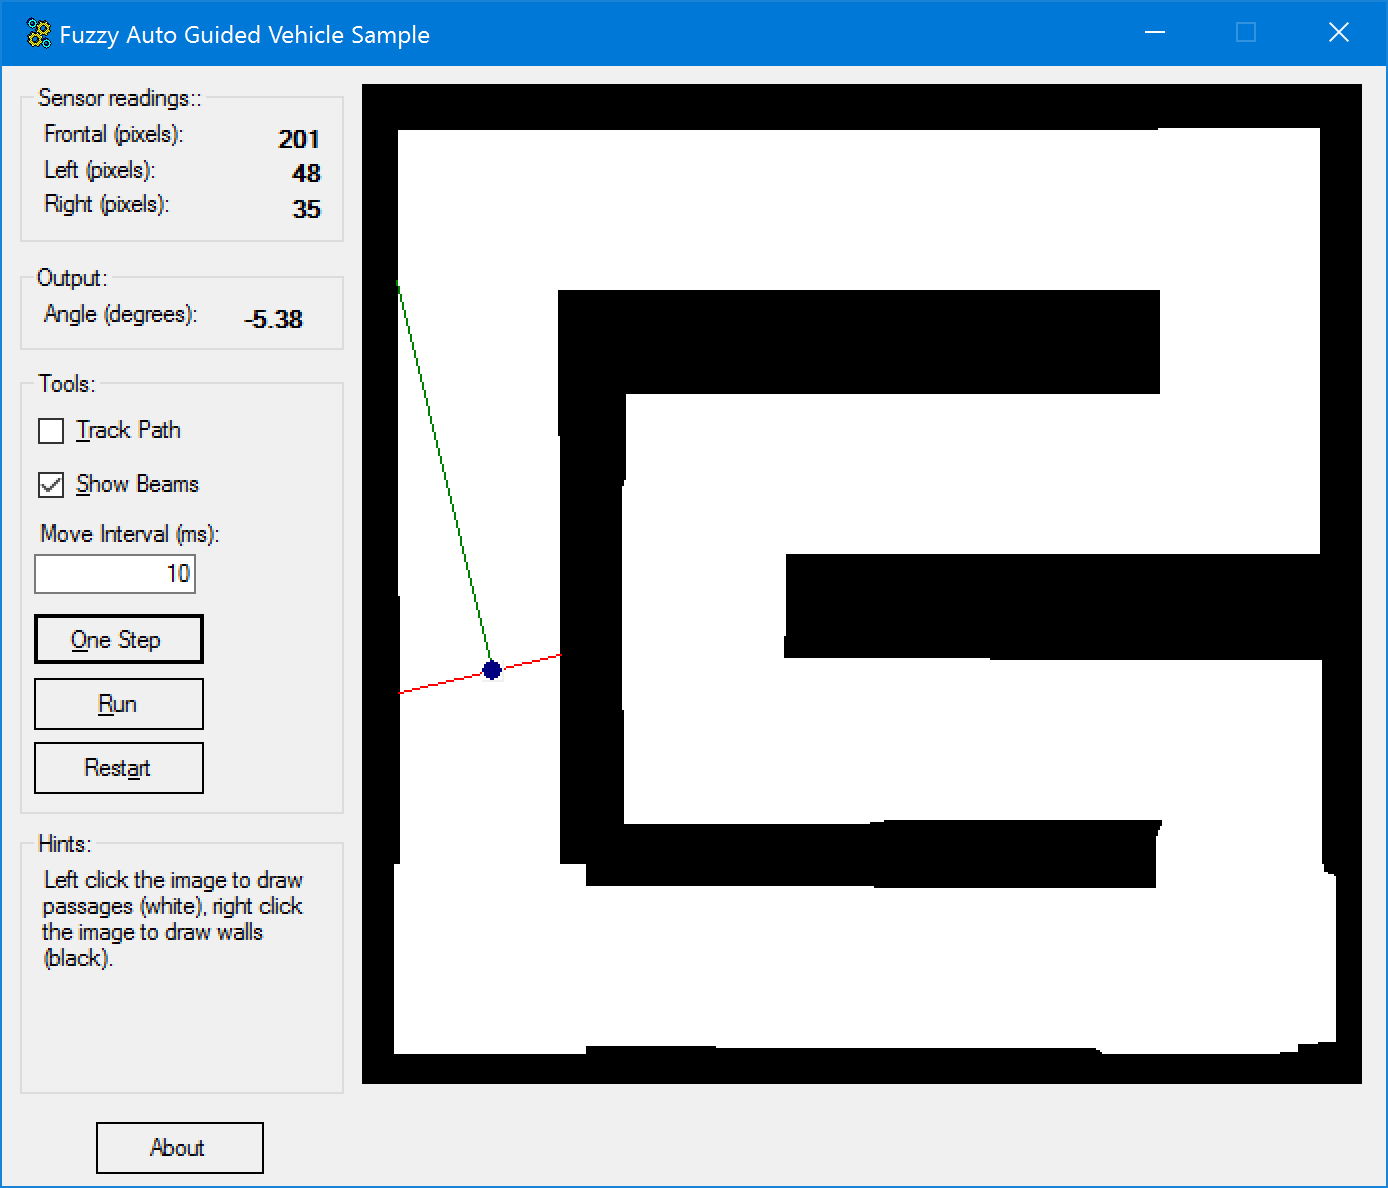 Fuzzy Auto Guided Vehicle Sample
Sensor readings::
Frontal (pixels): 201
Left (pixels): 48
Right (pixels): 35
Output:
Angle (degrees): -5.38
Tools:
Track Path
Show Beams
Move Interval (ms):
10
One Step
Run
Restart
Hints:
Left click the image to draw
passages (white), right click
the image to draw walls
(black).
About